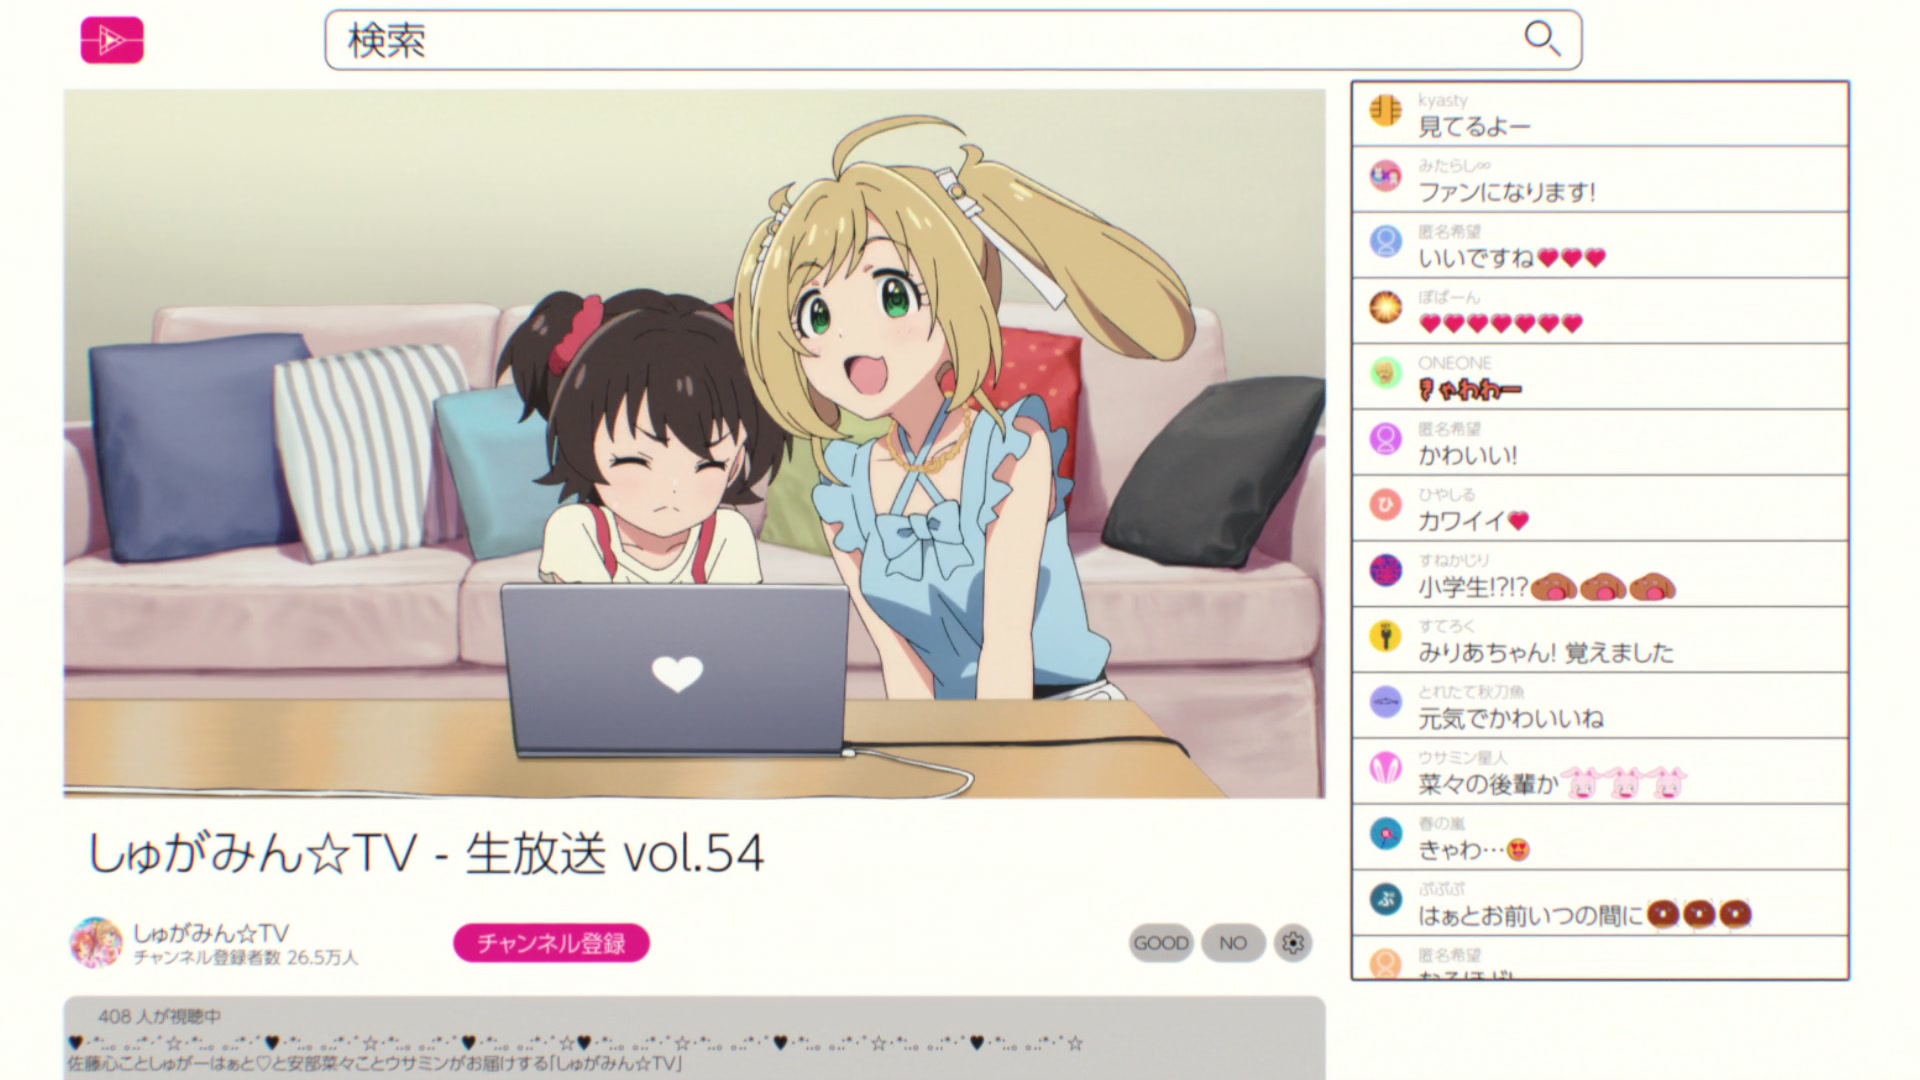 検索
しゅがみん☆TV - 生放送 vol.54
しゅがみん☆TV
チャンネル登録者数 26.5万人
チャンネル登録
GOOD
NO
408 人が視聴中
♥･*:.｡ ｡.:*･ﾟ☆･*:.｡ ｡.:*･ﾟ♥･*:.｡ ｡.:*･ﾟ☆･*:.｡ ｡.:*･ﾟ♥･*:.｡ ｡.:*･ﾟ☆♥･*:.｡ ｡.:*･ﾟ☆･*:.｡ ｡.:*･ﾟ♥･*:.｡ ｡.:*･ﾟ☆･*:.｡ ｡.:*･ﾟ♥･*:.｡ ｡.:*･ﾟ☆
佐藤心ことしゅがーはぁと♡と安部菜々ことウサミンがお届けする「しゅがみん☆TV」
kyasty
見てるよー
みたらし∞
ファンになります!
匿名希望
いいですね❤❤❤
ぽぱーん
❤❤❤❤❤❤❤
ONEONE
きゃわわー
匿名希望
かわいい!
ひ
ひやしる
カワイイ❤
すねかじり
小学生!?!?
すてろく
みりあちゃん! 覚えました
とれたて秋刀魚
元気でかわいいね
ウサミン星人
菜々の後輩か
春の嵐
きゃわ…😍
ぷ
ぷぷぷ
はぁとお前いつの間に🍩🍩🍩
匿名希望
なるほど!